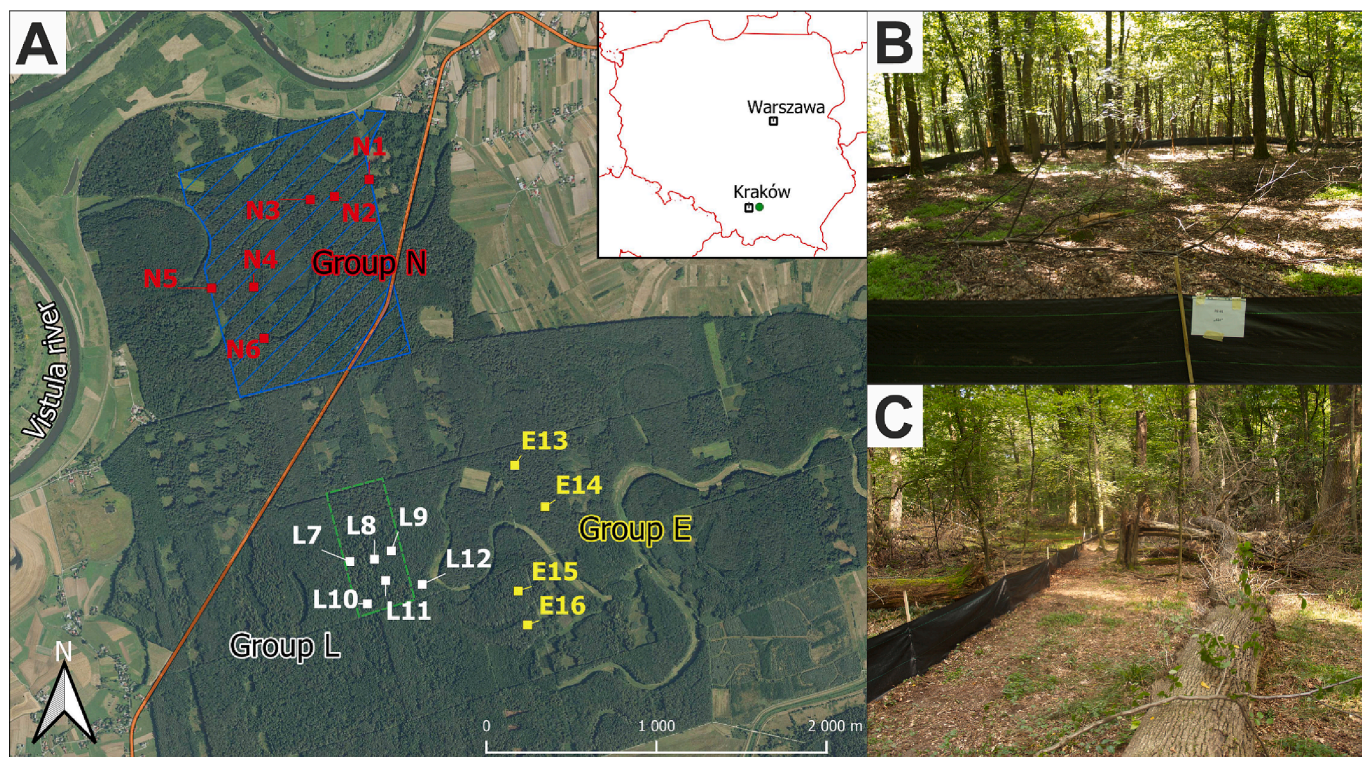 A
N1
N2
N3
N4
N5
N6
Group N
Vistula river
Warszawa
Kraków
E13
E14
Group E
E15
E16
L7
L8
L9
L10
L11
L12
Group L
N
0
1 000
2 000 m
B
C